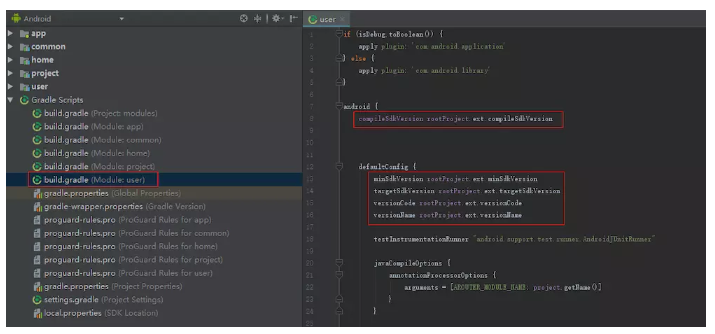 Android
app
common
home
project
user
Gradle Scripts
build.gradle (Project: modules)
build.gradle (Module: app)
build.gradle (Module: common)
build.gradle (Module: home)
build.gradle (Module: project)
build.gradle (Module: user)
gradle.properties (Global Properties)
gradle-wrapper.properties (Gradle Version)
proguard-rules.pro (ProGuard Rules for app)
proguard-rules.pro (ProGuard Rules for common)
proguard-rules.pro (ProGuard Rules for home)
proguard-rules.pro (ProGuard Rules for project)
proguard-rules.pro (ProGuard Rules for user)
gradle.properties (Project Properties)
settings.gradle (Project Settings)
local.properties (SDK Location)
user
1 if (isDebug.toBoolean()) {
2 apply plugin: 'com.android.application'
3 } else {
4 apply plugin: 'com.android.library'
5 }
6
7 android {
8 compileSdkVersion rootProject.ext.compileSdkVersion
12 defaultConfig {
13 minSdkVersion rootProject.ext.minSdkVersion
14 targetSdkVersion rootProject.ext.targetSdkVersion
15 versionCode rootProject.ext.versionCode
16 versionName rootProject.ext.versionName
17
18 testInstrumentationRunner "android.support.test.runner.AndroidJUnitRunner"
19
20 javaCompileOptions {
21 annotationProcessorOptions {
22 arguments = [AROUTER_MODULE_NAME: project.getName()]
23 }
24 }